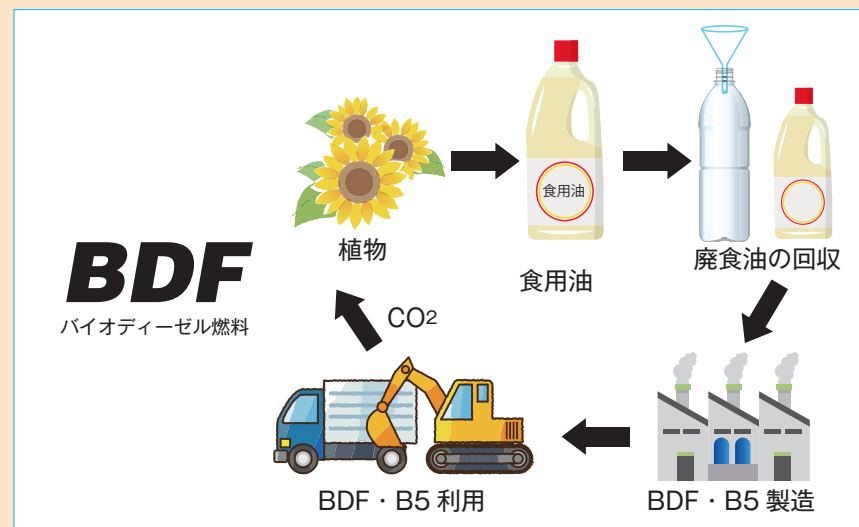 BDF
バイオディーゼル燃料
植物
食用油
食用油
廃食油の回収
CO2
BDF・B5 利用
BDF・B5 製造